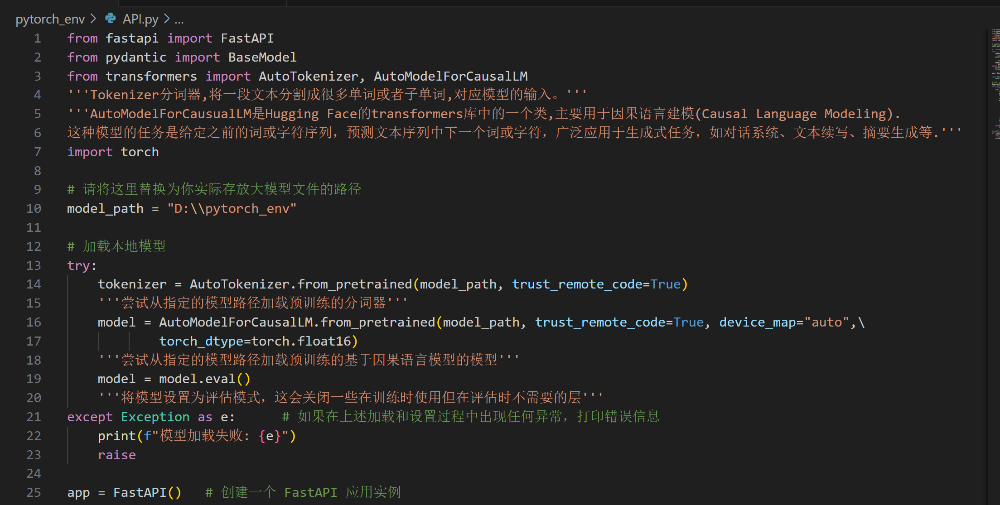 pytorch_env > API.py > ...
1 from fastapi import FastAPI
2 from pydantic import BaseModel
3 from transformers import AutoTokenizer, AutoModelForCausalLM
4 '''Tokenizer分词器,将一段文本分割成很多单词或者子单词,对应模型的输入。'''
5 '''AutoModelForCausualLM是Hugging Face的transformers库中的一个类,主要用于因果语言建模(Causal Language Modeling).
6 这种模型的任务是给定之前的词或字符序列，预测文本序列中下一个词或字符，广泛应用于生成式任务，如对话系统、文本续写、摘要生成等.'''
7 import torch
8
9 # 请将这里替换为你实际存放大模型文件的路径
10 model_path = "D:\\pytorch_env"
11
12 # 加载本地模型
13 try:
14     tokenizer = AutoTokenizer.from_pretrained(model_path, trust_remote_code=True)
15     '''尝试从指定的模型路径加载预训练的分词器'''
16     model = AutoModelForCausalLM.from_pretrained(model_path, trust_remote_code=True, device_map="auto",\
17             torch_dtype=torch.float16)
18     '''尝试从指定的模型路径加载预训练的基于因果语言模型的模型'''
19     model = model.eval()
20     '''将模型设置为评估模式，这会关闭一些在训练时使用但在评估时不需要的层'''
21 except Exception as e:      # 如果在上述加载和设置过程中出现任何异常，打印错误信息
22     print(f"模型加载失败: {e}")
23     raise
24
25 app = FastAPI()   # 创建一个 FastAPI 应用实例